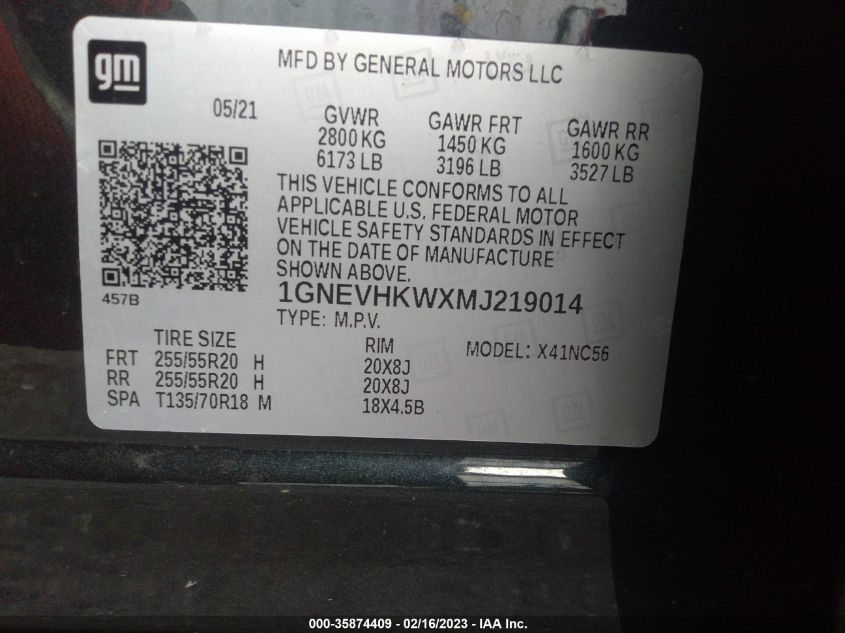 gm
MFD BY GENERAL MOTORS LLC
05/21
GVWR GAWR FRT GAWR RR
2800 KG 1450 KG 1600 KG
6173 LB 3196 LB 3527 LB
THIS VEHICLE CONFORMS TO ALL
APPLICABLE U.S. FEDERAL MOTOR
VEHICLE SAFETY STANDARDS IN EFFECT
ON THE DATE OF MANUFACTURE
SHOWN ABOVE.
457B
1GNEVHKWXMJ219014
TYPE: M.P.V.
TIRE SIZE RIM MODEL: X41NC56
FRT 255/55R20 H 20X8J
RR 255/55R20 H 20X8J
SPA T135/70R18 M 18X4.5B
000-35874409 - 02/16/2023 - IAA Inc.